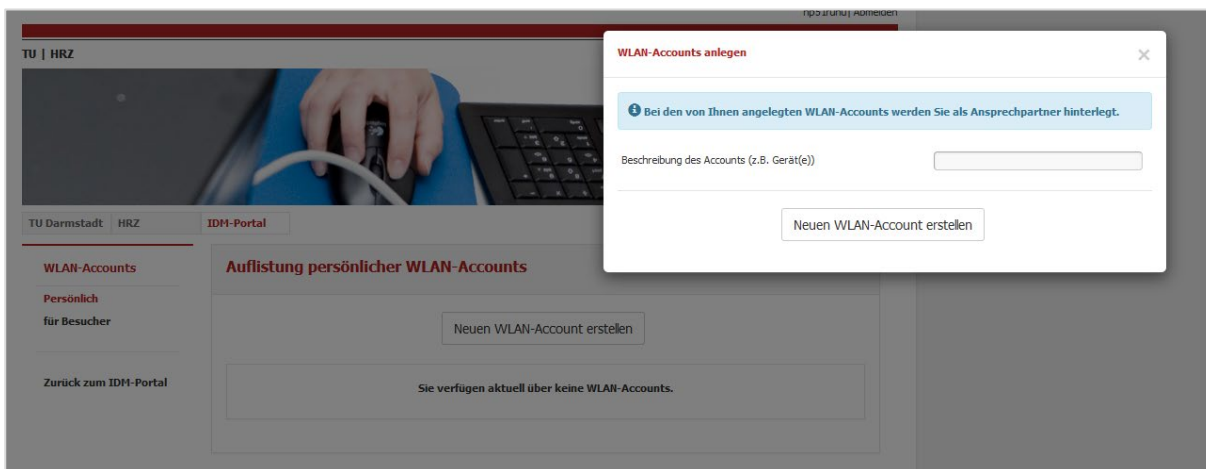 | Abmelden
TU | HRZ
WLAN-Accounts anlegen
×
Bei den von Ihnen angelegten WLAN-Accounts werden Sie als Ansprechpartner hinterlegt.
Beschreibung des Accounts (z.B. Gerät(e))
Neuen WLAN-Account erstellen
TU Darmstadt HRZ IDM-Portal
WLAN-Accounts
Persönlich
für Besucher
Zurück zum IDM-Portal
Auflistung persönlicher WLAN-Accounts
Neuen WLAN-Account erstellen
Sie verfügen aktuell über keine WLAN-Accounts.